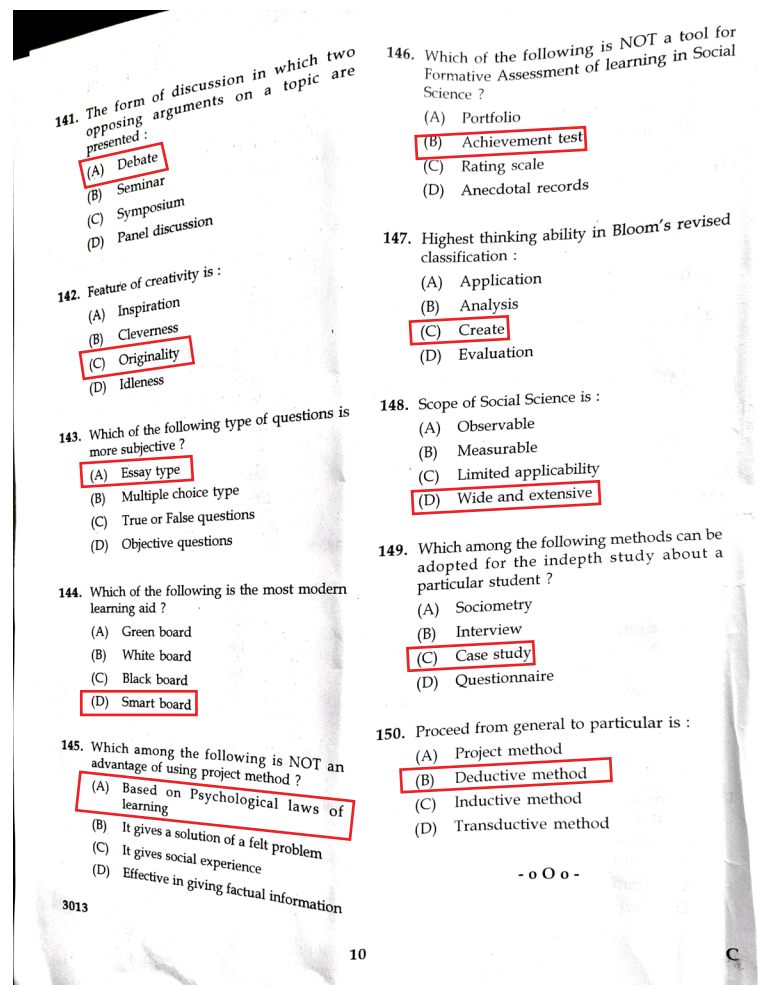 141. The form of discussion in which two
opposing arguments on a topic are
presented :
(A) Debate
(B) Seminar
(C) Symposium
(D) Panel discussion
142. Feature of creativity is :
(A) Inspiration
(B) Cleverness
(C) Originality
(D) Idleness
143. Which of the following type of questions is
more subjective ?
(A) Essay type
(B) Multiple choice type
(C) True or False questions
(D) Objective questions
144. Which of the following is the most modern
learning aid ?
(A) Green board
(B) White board
(C) Black board
(D) Smart board
145. Which among the following is NOT an
advantage of using project method ?
(A) Based on Psychological laws of
learning
(B) It gives a solution of a felt problem
(C) It gives social experience
(D) Effective in giving factual information
3013
146. Which of the following is NOT a tool for
Formative Assessment of learning in Social
Science ?
(A) Portfolio
(B) Achievement test
(C) Rating scale
(D) Anecdotal records
147. Highest thinking ability in Bloom's revised
classification :
(A) Application
(B) Analysis
(C) Create
(D) Evaluation
148. Scope of Social Science is :
(A) Observable
(B) Measurable
(C) Limited applicability
(D) Wide and extensive
149. Which among the following methods can be
adopted for the indepth study about a
particular student ?
(A) Sociometry
(B) Interview
(C) Case study
(D) Questionnaire
150. Proceed from general to particular is :
(A) Project method
(B) Deductive method
(C) Inductive method
(D) Transductive method
- o O o -
10
C